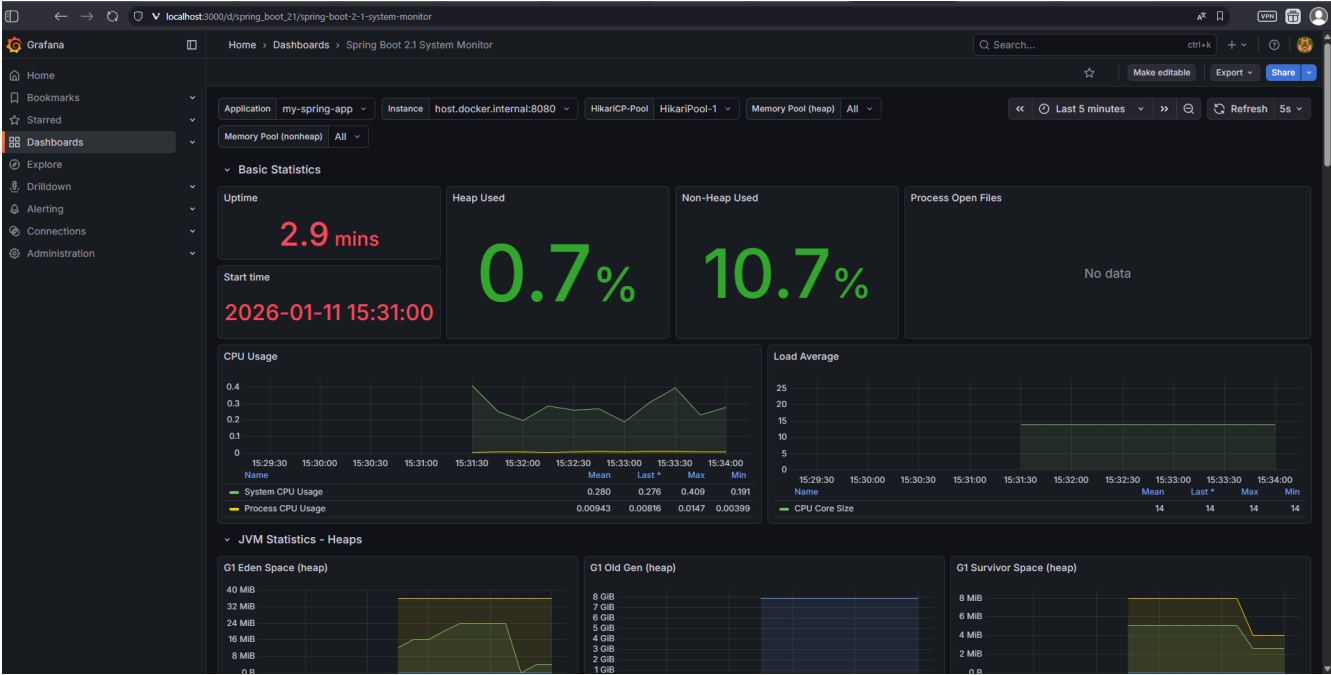 localhost:3000/d/spring_boot_21/spring-boot-2-1-system-monitor
VPN
Grafana
Home › Dashboards › Spring Boot 2.1 System Monitor
Search...
ctrl+k
Home
Bookmarks
Starred
Dashboards
Explore
Drilldown
Alerting
Connections
Administration
Make editable
Export
Share
Application my-spring-app
Instance host.docker.internal:8080
HikariCP-Pool HikariPool-1
Memory Pool (heap) All
Last 5 minutes
Refresh 5s
Memory Pool (nonheap) All
Basic Statistics
Uptime
2.9 mins
Start time
2026-01-11 15:31:00
Heap Used
0.7%
Non-Heap Used
10.7%
Process Open Files
No data
CPU Usage
0.4
0.3
0.2
0.1
0
15:29:30 15:30:00 15:30:30 15:31:00 15:31:30 15:32:00 15:32:30 15:33:00 15:33:30 15:34:00
Name Mean Last * Max Min
System CPU Usage 0.280 0.276 0.409 0.191
Process CPU Usage 0.00943 0.00816 0.0147 0.00399
Load Average
25
20
15
10
5
0
15:29:30 15:30:00 15:30:30 15:31:00 15:31:30 15:32:00 15:32:30 15:33:00 15:33:30 15:34:00
Name Mean Last * Max Min
CPU Core Size 14 14 14 14
JVM Statistics - Heaps
G1 Eden Space (heap)
40 MiB
32 MiB
24 MiB
16 MiB
8 MiB
0 B
G1 Old Gen (heap)
8 GiB
7 GiB
6 GiB
5 GiB
4 GiB
3 GiB
2 GiB
1 GiB
G1 Survivor Space (heap)
8 MiB
6 MiB
4 MiB
2 MiB
0 B